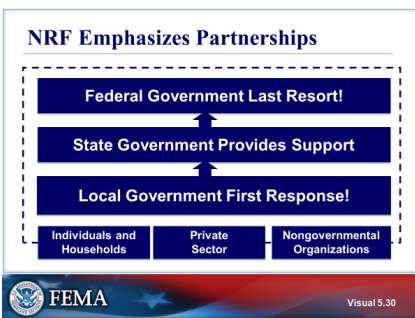 NRF Emphasizes Partnerships
Federal Government Last Resort!
State Government Provides Support
Local Government First Response!
Individuals and
Households
Private
Sector
Nongovernmental
Organizations
FEMA
Visual 5.30